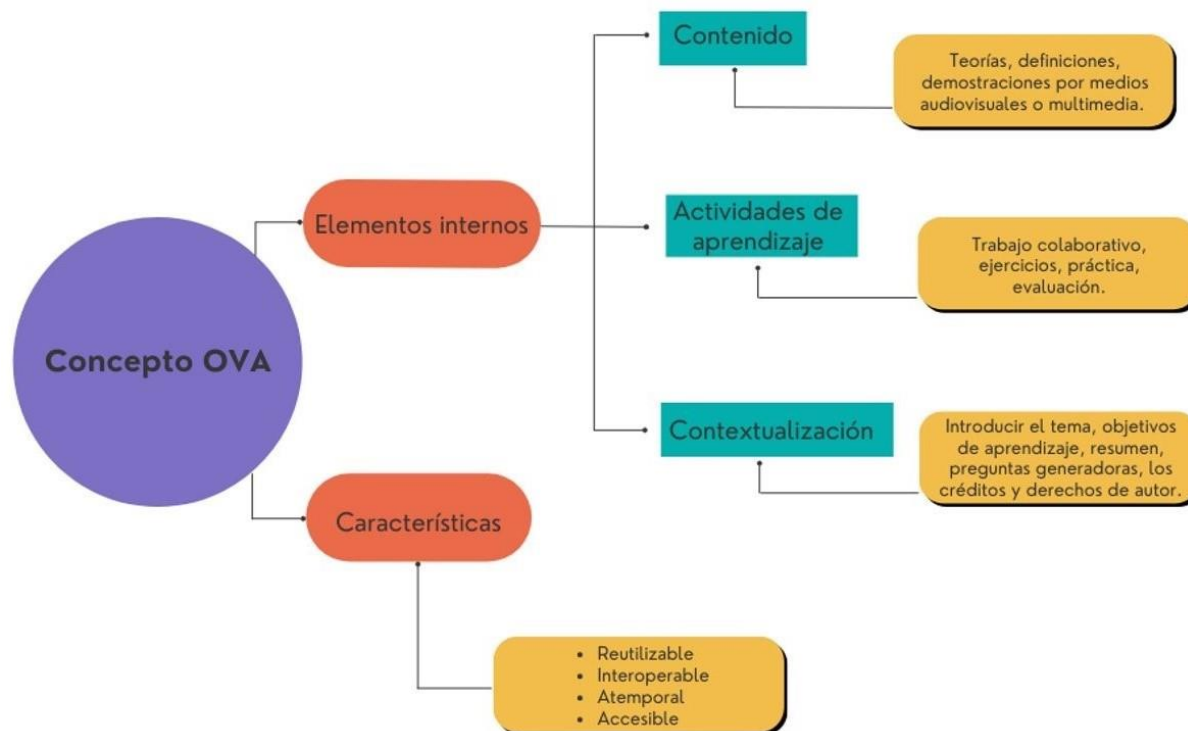 Concepto OVA
Elementos internos
Contenido
Teorías, definiciones,
demostraciones por medios
audiovisuales o multimedia.
Actividades de
aprendizaje
Trabajo colaborativo,
ejercicios, práctica,
evaluación.
Contextualización
Introducir el tema, objetivos
de aprendizaje, resumen,
preguntas generadoras, los
créditos y derechos de autor.
Característícas
• Reutilizable
• Interoperable
• Atemporal
• Accesible